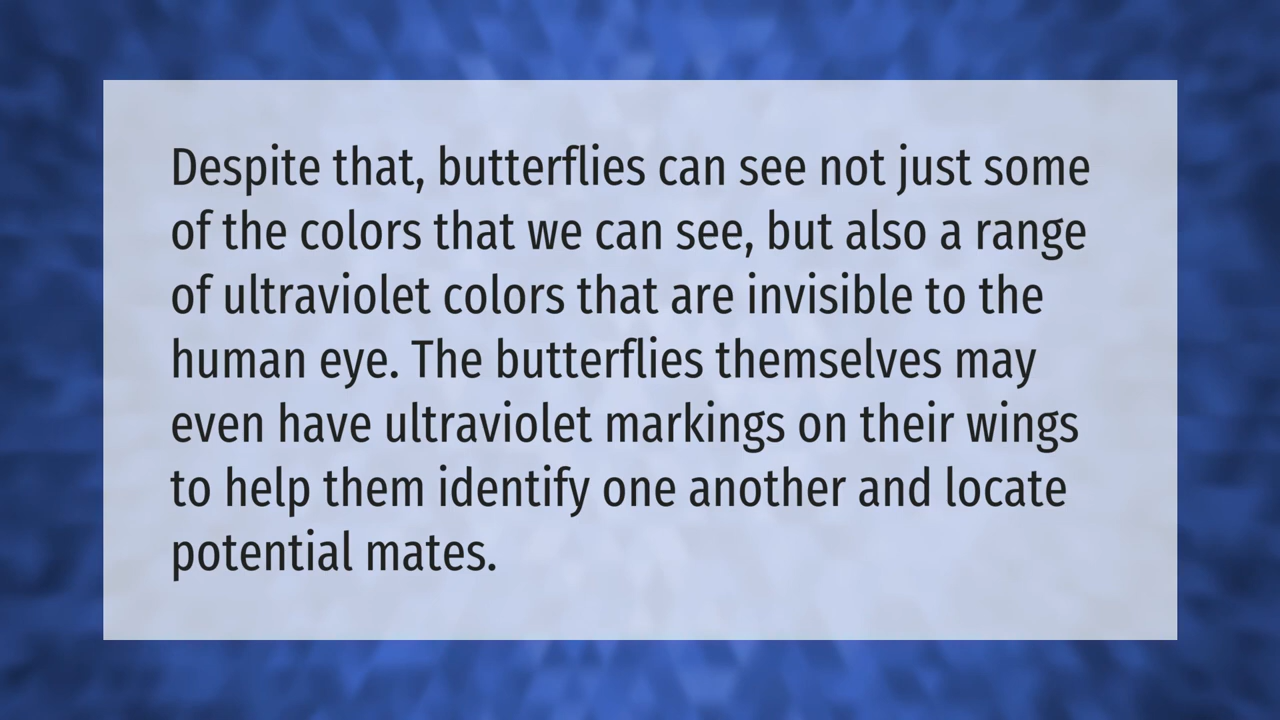 Despite that, butterflies can see not just some
of the colors that we can see, but also a range
of ultraviolet colors that are invisible to the
human eye. The butterflies themselves may
even have ultraviolet markings on their wings
to help them identify one another and locate
potential mates.